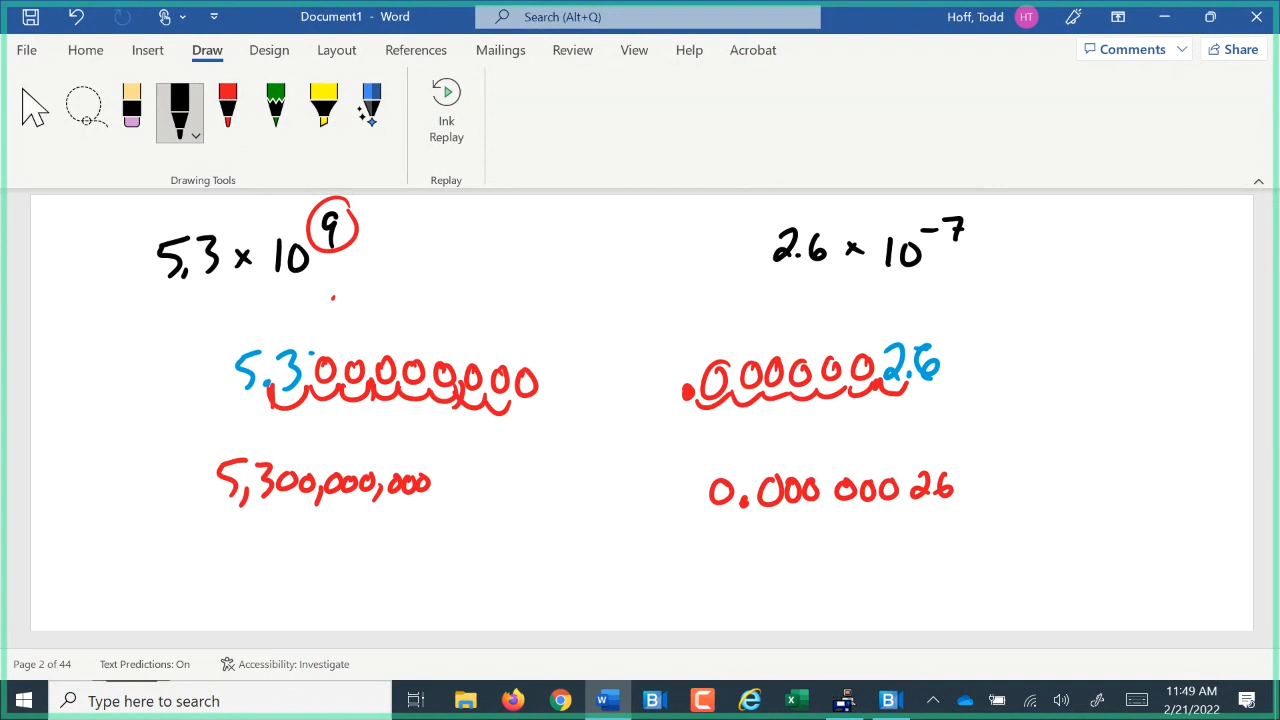 Document1 - Word
Search (Alt+Q)
Hoff, Todd HT
File Home Insert Draw Design Layout References Mailings Review View Help Acrobat Comments Share
Ink Replay
Drawing Tools Replay
5.3 × 10^9 2.6 × 10^-7
5.300000000 .0000002.6
5,300,000,000 0.000 000 26
Page 2 of 44 Text Predictions: On Accessibility: Investigate
Type here to search
11:49 AM
2/21/2022